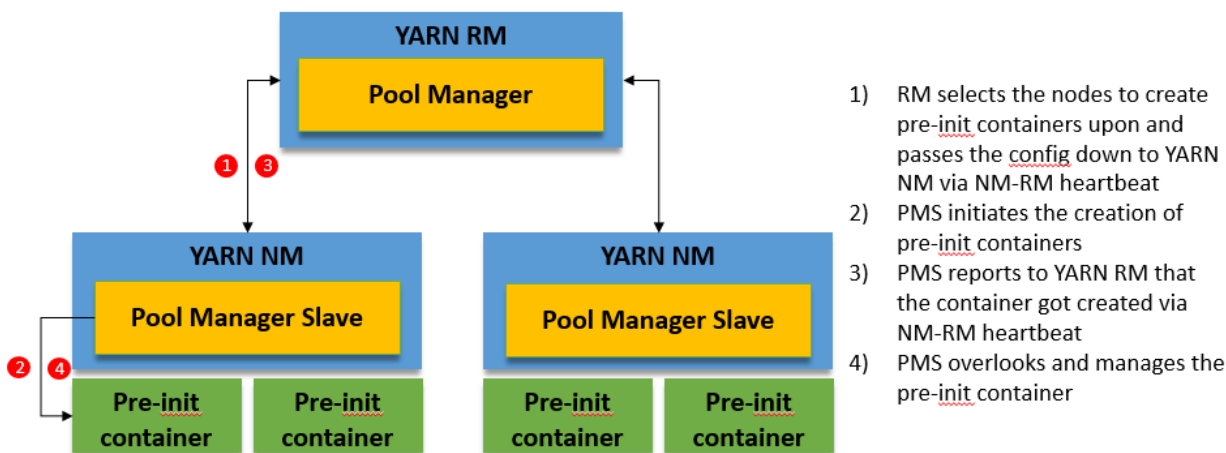 YARN RM
Pool Manager
1
3
YARN NM
Pool Manager Slave
2
4
Pre-init
container
Pre-init
container
YARN NM
Pool Manager Slave
Pre-init
container
Pre-init
container
1) RM selects the nodes to create
pre-init containers upon and
passes the config down to YARN
NM via NM-RM heartbeat
2) PMS initiates the creation of
pre-init containers
3) PMS reports to YARN RM that
the container got created via
NM-RM heartbeat
4) PMS overlooks and manages the
pre-init container